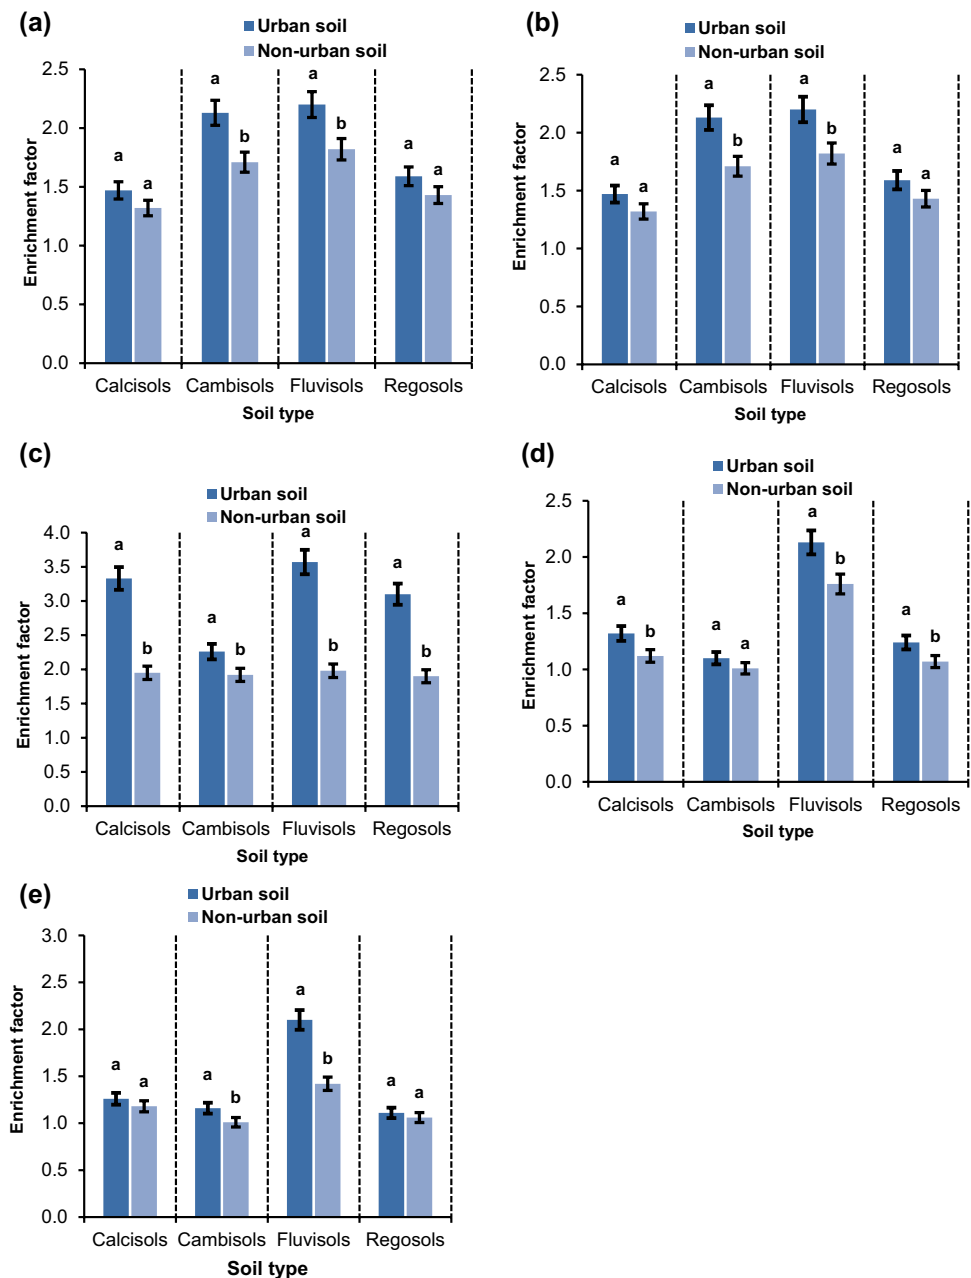 (a)
Urban soil
Non-urban soil
2.5
2.0
1.5
1.0
0.5
0.0
Enrichment factor
a
a
a
b
a
b
a
a
Calcisols Cambisols Fluvisols Regosols
Soil type
(b)
Urban soil
Non-urban soil
2.5
2.0
1.5
1.0
0.5
0.0
Enrichment factor
a
a
a
b
a
b
a
a
Calcisols Cambisols Fluvisols Regosols
Soil type
(c)
Urban soil
Non-urban soil
4.0
3.5
3.0
2.5
2.0
1.5
1.0
0.5
0.0
Enrichment factor
a
b
a
b
a
b
a
b
Calcisols Cambisols Fluvisols Regosols
Soil type
(d)
Urban soil
Non-urban soil
2.5
2.0
1.5
1.0
0.5
0.0
Enrichment factor
a
b
a
a
a
b
a
b
Calcisols Cambisols Fluvisols Regosols
Soil type
(e)
Urban soil
Non-urban soil
3.0
2.5
2.0
1.5
1.0
0.5
0.0
Enrichment factor
a
a
a
b
a
b
a
a
Calcisols Cambisols Fluvisols Regosols
Soil type